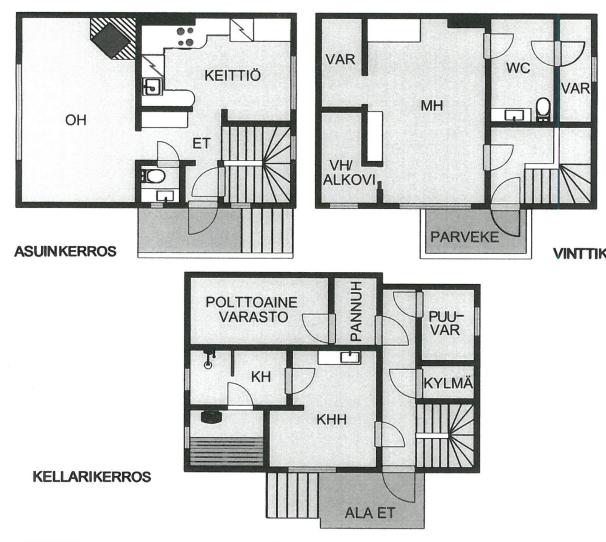 OH
KEITTIÖ
ET
ASUINKERROS
VAR
MH
WC
VAR
VH/
ALKOVI
PARVEKE
VINTTIK
POLTTOAINE
VARASTO
PANNUH
PUU-
VAR
KH
KHH
KYLMÄ
KELLARIKERROS
ALA ET